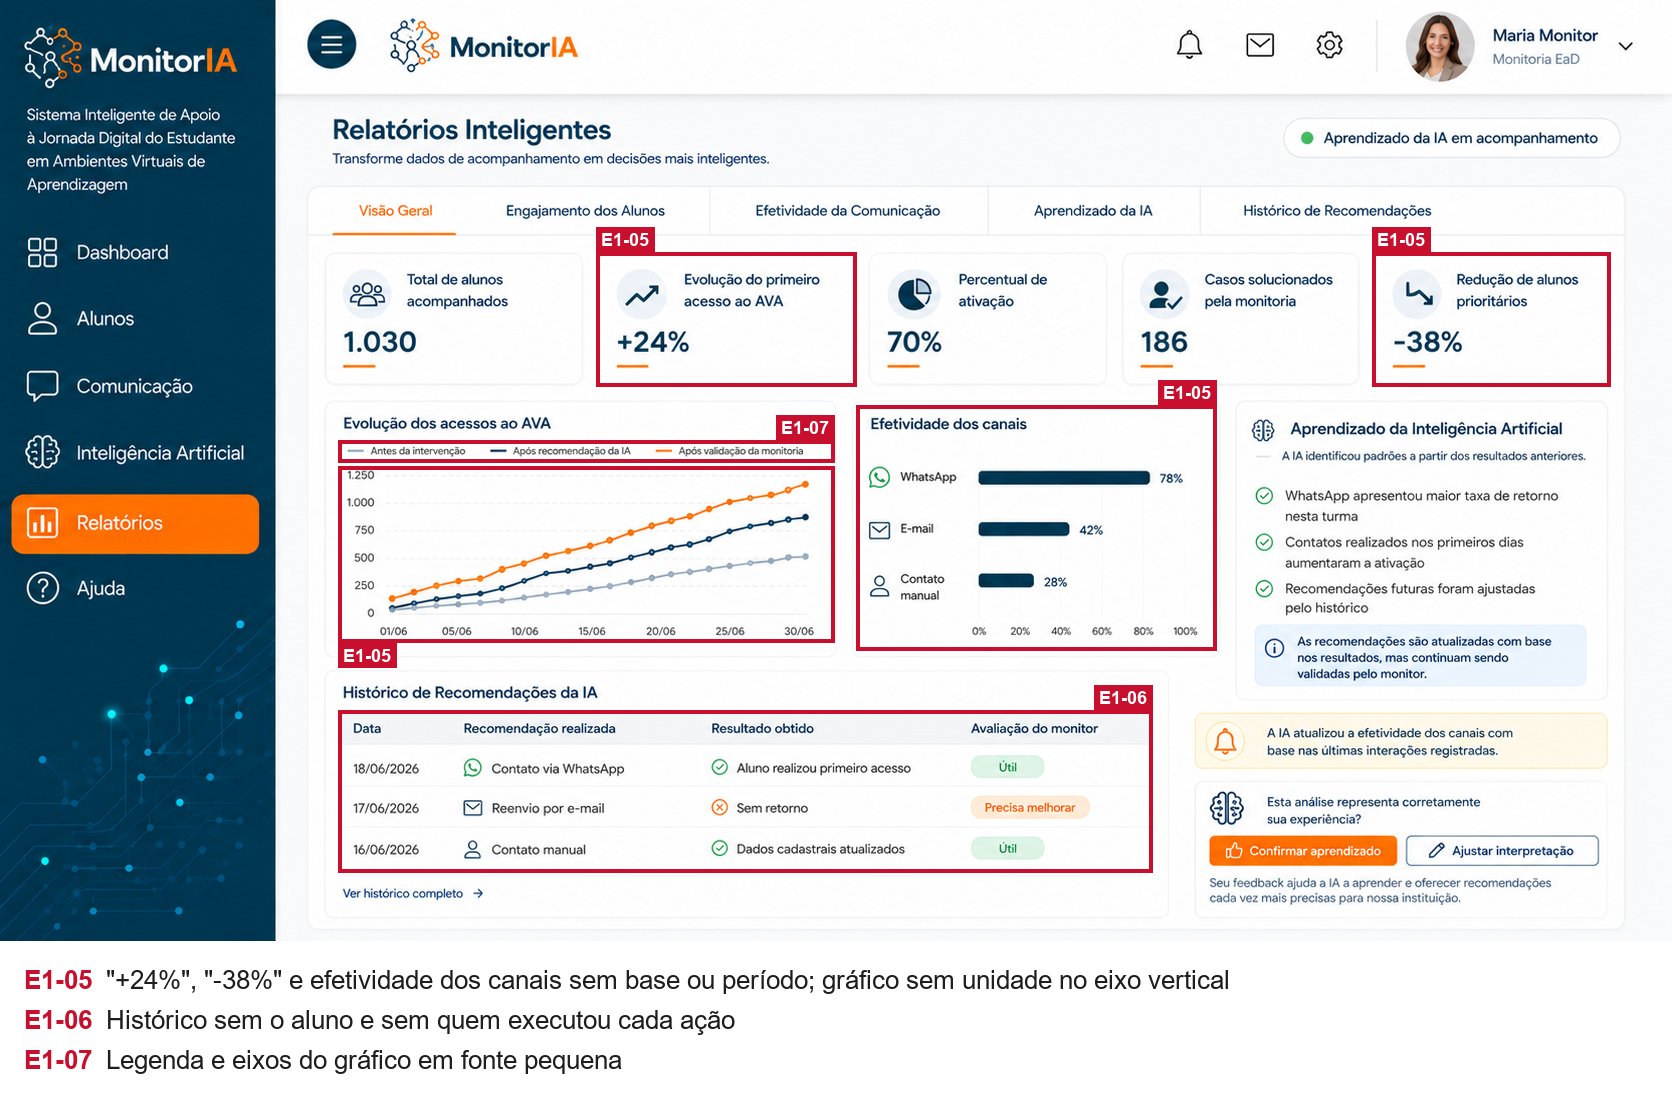 MonitorIA
Sistema Inteligente de Apoio
à Jornada Digital do Estudante
em Ambientes Virtuais de
Aprendizagem
Dashboard
Alunos
Comunicação
Inteligência Artificial
Relatórios
Ajuda
MonitorIA
Maria Monitor
Monitoria EaD
Relatórios Inteligentes
Transforme dados de acompanhamento em decisões mais inteligentes.
Aprendizado da IA em acompanhamento
Visão Geral
Engajamento dos Alunos
Efetividade da Comunicação
Aprendizado da IA
Histórico de Recomendações
Total de alunos
acompanhados
1.030
E1-05
Evolução do primeiro
acesso ao AVA
+24%
Percentual de
ativação
70%
Casos solucionados
pela monitoria
186
E1-05
Redução de alunos
prioritários
-38%
Evolução dos acessos ao AVA
E1-07
Antes da intervenção
Após recomendação da IA
Após validação da monitoria
1.250
1.000
750
500
250
0
01/06
05/06
10/06
15/06
20/06
25/06
30/06
E1-05
E1-05
Efetividade dos canais
WhatsApp
78%
E-mail
42%
Contato
manual
28%
0%
20%
40%
60%
80%
100%
Aprendizado da Inteligência Artificial
A IA identificou padrões a partir dos resultados anteriores.
WhatsApp apresentou maior taxa de retorno
nesta turma
Contatos realizados nos primeiros dias
aumentaram a ativação
Recomendações futuras foram ajustadas
pelo histórico
As recomendações são atualizadas com base
nos resultados, mas continuam sendo
validadas pelo monitor.
Histórico de Recomendações da IA
E1-06
Data
Recomendação realizada
Resultado obtido
Avaliação do monitor
18/06/2026
Contato via WhatsApp
Aluno realizou primeiro acesso
Útil
17/06/2026
Reenvio por e-mail
Sem retorno
Precisa melhorar
16/06/2026
Contato manual
Dados cadastrais atualizados
Útil
Ver histórico completo →
A IA atualizou a efetividade dos canais com
base nas últimas interações registradas.
Esta análise representa corretamente
sua experiência?
Confirmar aprendizado
Ajustar interpretação
Seu feedback ajuda a IA a aprender e oferecer recomendações
cada vez mais precisas para nossa instituição.
E1-05 "+24%", "-38%" e efetividade dos canais sem base ou período; gráfico sem unidade no eixo vertical
E1-06 Histórico sem o aluno e sem quem executou cada ação
E1-07 Legenda e eixos do gráfico em fonte pequena